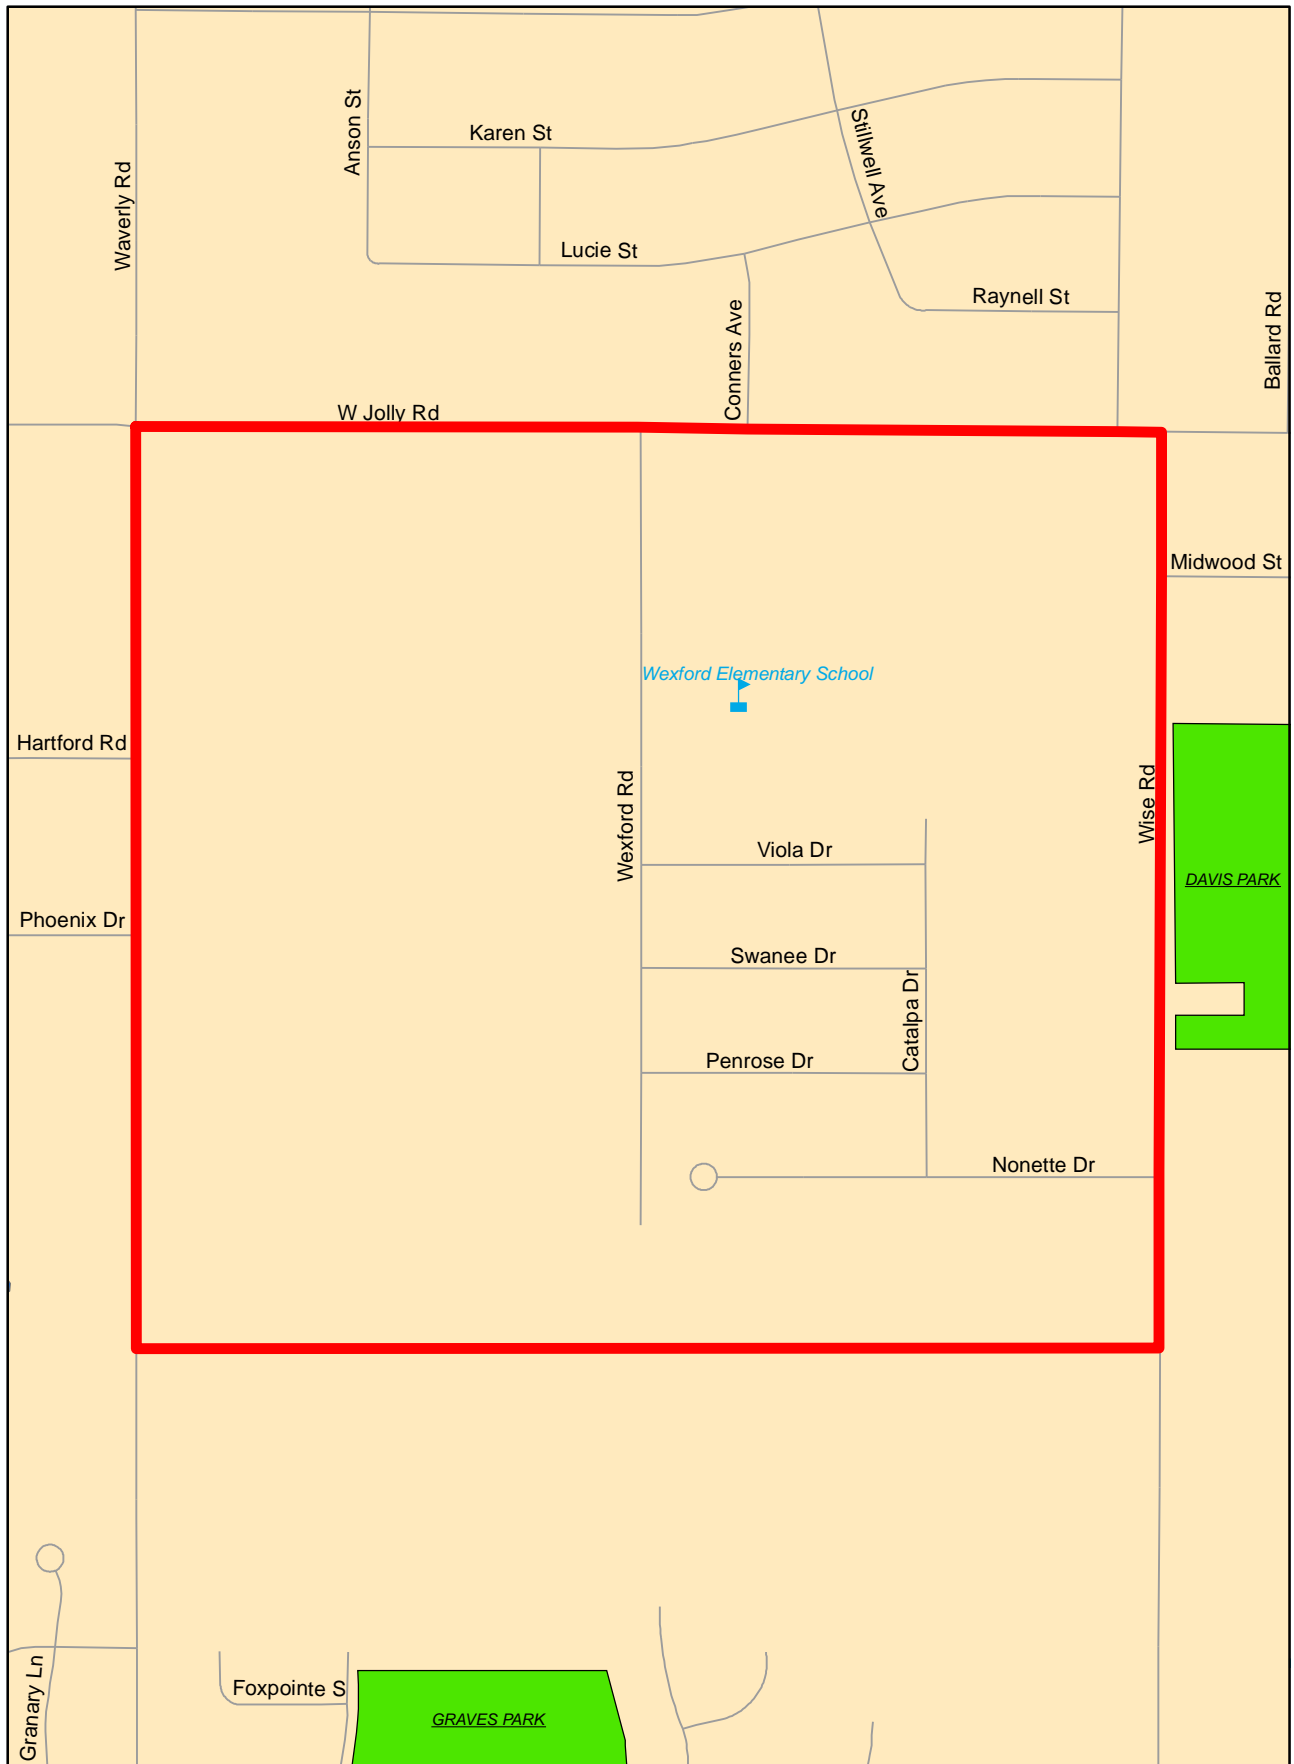 Anson St
Karen St
Stillwell Ave
Waverly Rd
Lucie St
Raynell St
Conners Ave
Ballard Rd
W Jolly Rd
Midwood St
Wexford Elementary School
Hartford Rd
Wexford Rd
Wise Rd
Viola Dr
DAVIS PARK
Phoenix Dr
Swanee Dr
Catalpa Dr
Penrose Dr
Nonette Dr
Granary Ln
Foxpointe S
GRAVES PARK